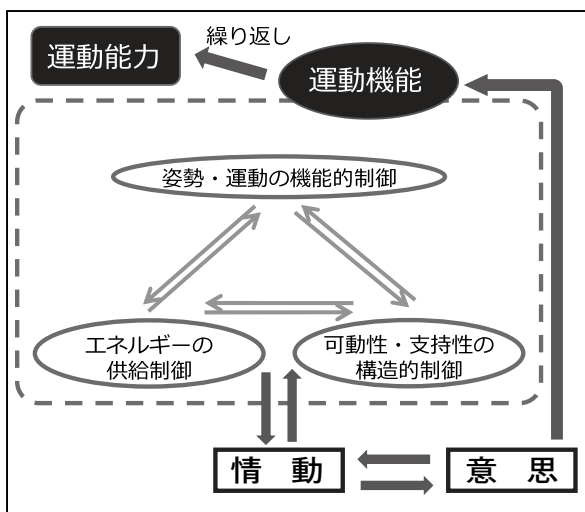 繰り返し
運動能力
運動機能
姿勢・運動の機能的制御
エネルギーの
供給制御
可動性・支持性の
構造的制御
情 動
意 思